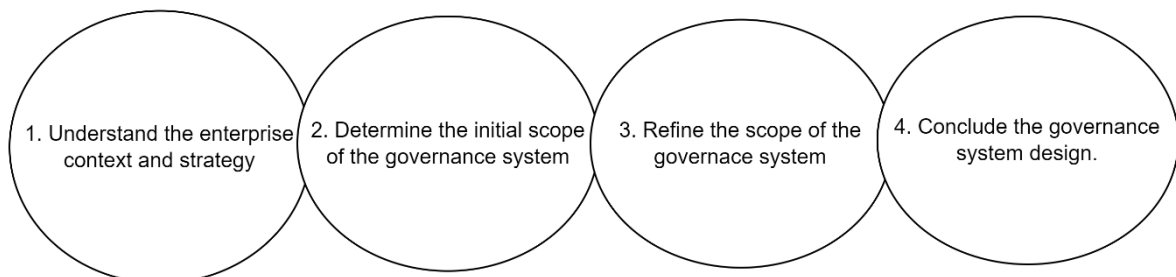 1. Understand the enterprise
context and strategy
2. Determine the initial scope
of the governance system
3. Refine the scope of the
governace system
4. Conclude the governance
system design.